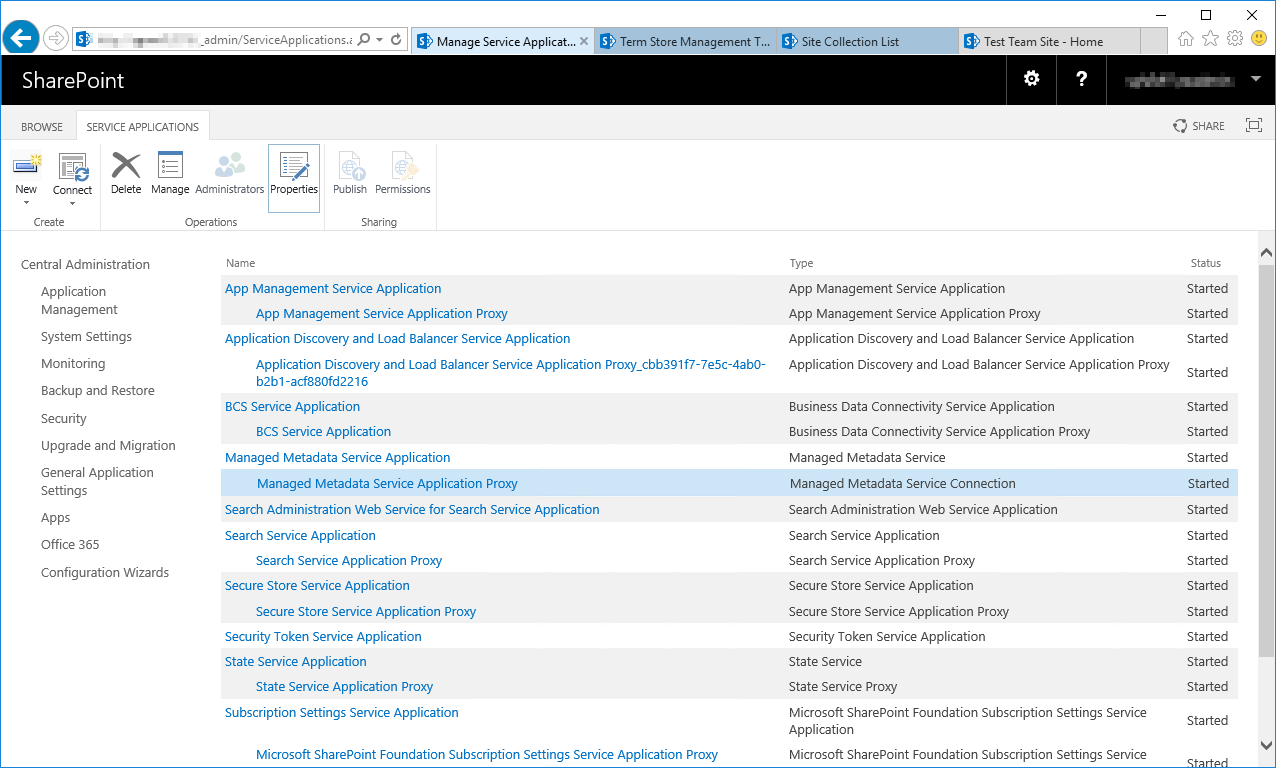 _admin/ServiceApplications.a
Manage Service Applicat...
Term Store Management T...
Site Collection List
Test Team Site - Home
SharePoint
?
BROWSE
SERVICE APPLICATIONS
SHARE
New
Connect
Delete
Manage
Administrators
Properties
Publish
Permissions
Create
Operations
Sharing
Central Administration
Application
Management
System Settings
Monitoring
Backup and Restore
Security
Upgrade and Migration
General Application
Settings
Apps
Office 365
Configuration Wizards
Name Type Status
App Management Service Application App Management Service Application Started
App Management Service Application Proxy App Management Service Application Proxy Started
Application Discovery and Load Balancer Service Application Application Discovery and Load Balancer Service Application Started
Application Discovery and Load Balancer Service Application Proxy_cbb391f7-7e5c-4ab0- Application Discovery and Load Balancer Service Application Proxy Started
b2b1-acf880fd2216
BCS Service Application Business Data Connectivity Service Application Started
BCS Service Application Business Data Connectivity Service Application Proxy Started
Managed Metadata Service Application Managed Metadata Service Started
Managed Metadata Service Application Proxy Managed Metadata Service Connection Started
Search Administration Web Service for Search Service Application Search Administration Web Service Application Started
Search Service Application Search Service Application Started
Search Service Application Proxy Search Service Application Proxy Started
Secure Store Service Application Secure Store Service Application Started
Secure Store Service Application Proxy Secure Store Service Application Proxy Started
Security Token Service Application Security Token Service Application Started
State Service Application State Service Started
State Service Application Proxy State Service Proxy Started
Subscription Settings Service Application Microsoft SharePoint Foundation Subscription Settings Service Started
Application
Microsoft SharePoint Foundation Subscription Settings Service Application Proxy Microsoft SharePoint Foundation Subscription Settings Service Started